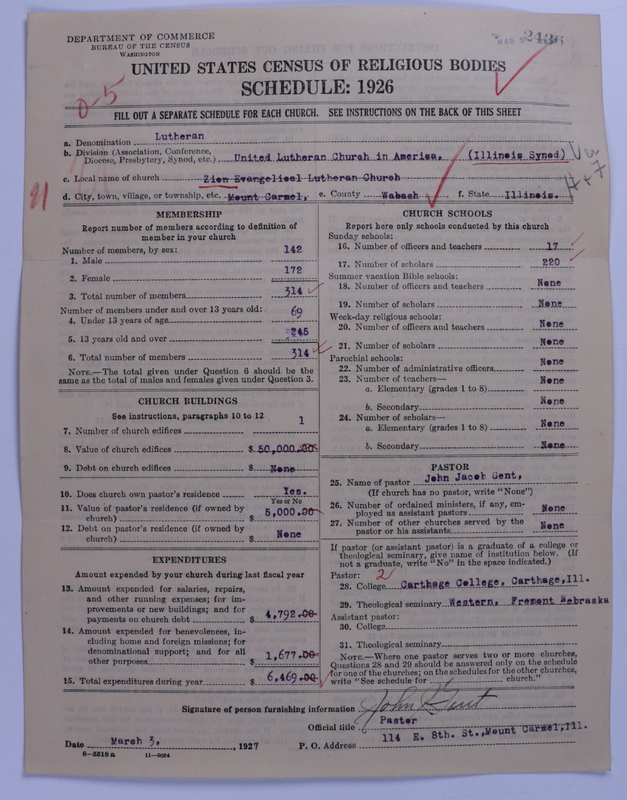 DEPARTMENT OF COMMERCE
BUREAU OF THE CENSUS
WASHINGTON
MAR 5 2436
UNITED STATES CENSUS OF RELIGIOUS BODIES
SCHEDULE: 1926
0-5
FILL OUT A SEPARATE SCHEDULE FOR EACH CHURCH. SEE INSTRUCTIONS ON THE BACK OF THIS SHEET
a. Denomination Lutheran
b. Division (Association, Conference,
Diocese, Presbytery, Synod, etc.) United Lutheran Church in America, (Illinois Synod)
c. Local name of church Zion Evangelical Lutheran Church
d. City, town, village, or township, etc. Mount Carmel, e. County Wabash f. State Illinois.
91
MEMBERSHIP
Report number of members according to definition of
member in your church
Number of members, by sex:
1. Male 142
2. Female 172
3. Total number of members 314
Number of members under and over 13 years old:
4. Under 13 years of age 69
5. 13 years old and over 245
6. Total number of members 314
NOTE.—The total given under Question 6 should be the
same as the total of males and females given under Question 3.
CHURCH BUILDINGS
See instructions, paragraphs 10 to 12
7. Number of church edifices 1
8. Value of church edifices $ 50,000.00
9. Debt on church edifices $ None
10. Does church own pastor's residence Yes.
Yes or No
11. Value of pastor's residence (if owned by
church) $ 5,000.00
12. Debt on pastor's residence (if owned by
church) $ None
EXPENDITURES
Amount expended by your church during last fiscal year
13. Amount expended for salaries, repairs,
and other running expenses; for im-
provements or new buildings; and for
payments on church debt $ 4,792.00
14. Amount expended for benevolences, in-
cluding home and foreign missions; for
denominational support; and for all
other purposes $ 1,677.00
15. Total expenditures during year $ 6,469.00
CHURCH SCHOOLS
Report here only schools conducted by this church
Sunday schools:
16. Number of officers and teachers 17
17. Number of scholars 220
Summer vacation Bible schools:
18. Number of officers and teachers None
19. Number of scholars None
Week-day religious schools:
20. Number of officers and teachers None
21. Number of scholars None
Parochial schools:
22. Number of administrative officers None
23. Number of teachers—
a. Elementary (grades 1 to 8) None
b. Secondary None
24. Number of scholars—
a. Elementary (grades 1 to 8) None
b. Secondary None
PASTOR
25. Name of pastor John Jacob Gent,
(If church has no pastor, write "None")
26. Number of ordained ministers, if any, em-
ployed as assistant pastors None
27. Number of other churches served by the
pastor or his assistants None
If pastor (or assistant pastor) is a graduate of a college or
theological seminary, give name of institution below. (If
not a graduate, write "No" in the space indicated.)
Pastor: 2
28. College Carthage College, Carthage, Ill.
29. Theological seminary Western, Fremont Nebraska
Assistant pastor:
30. College
31. Theological seminary
NOTE.—Where one pastor serves two or more churches,
Questions 28 and 29 should be answered only on the schedule
for one of the churches; on the schedules for the other churches,
write "See schedule for church."
Signature of person furnishing information John Gent
Official title Pastor
Date March 3, , 1927 P. O. Address 114 E. 8th. St., Mount Carmel, Ill.
8—5518 a 11—9054